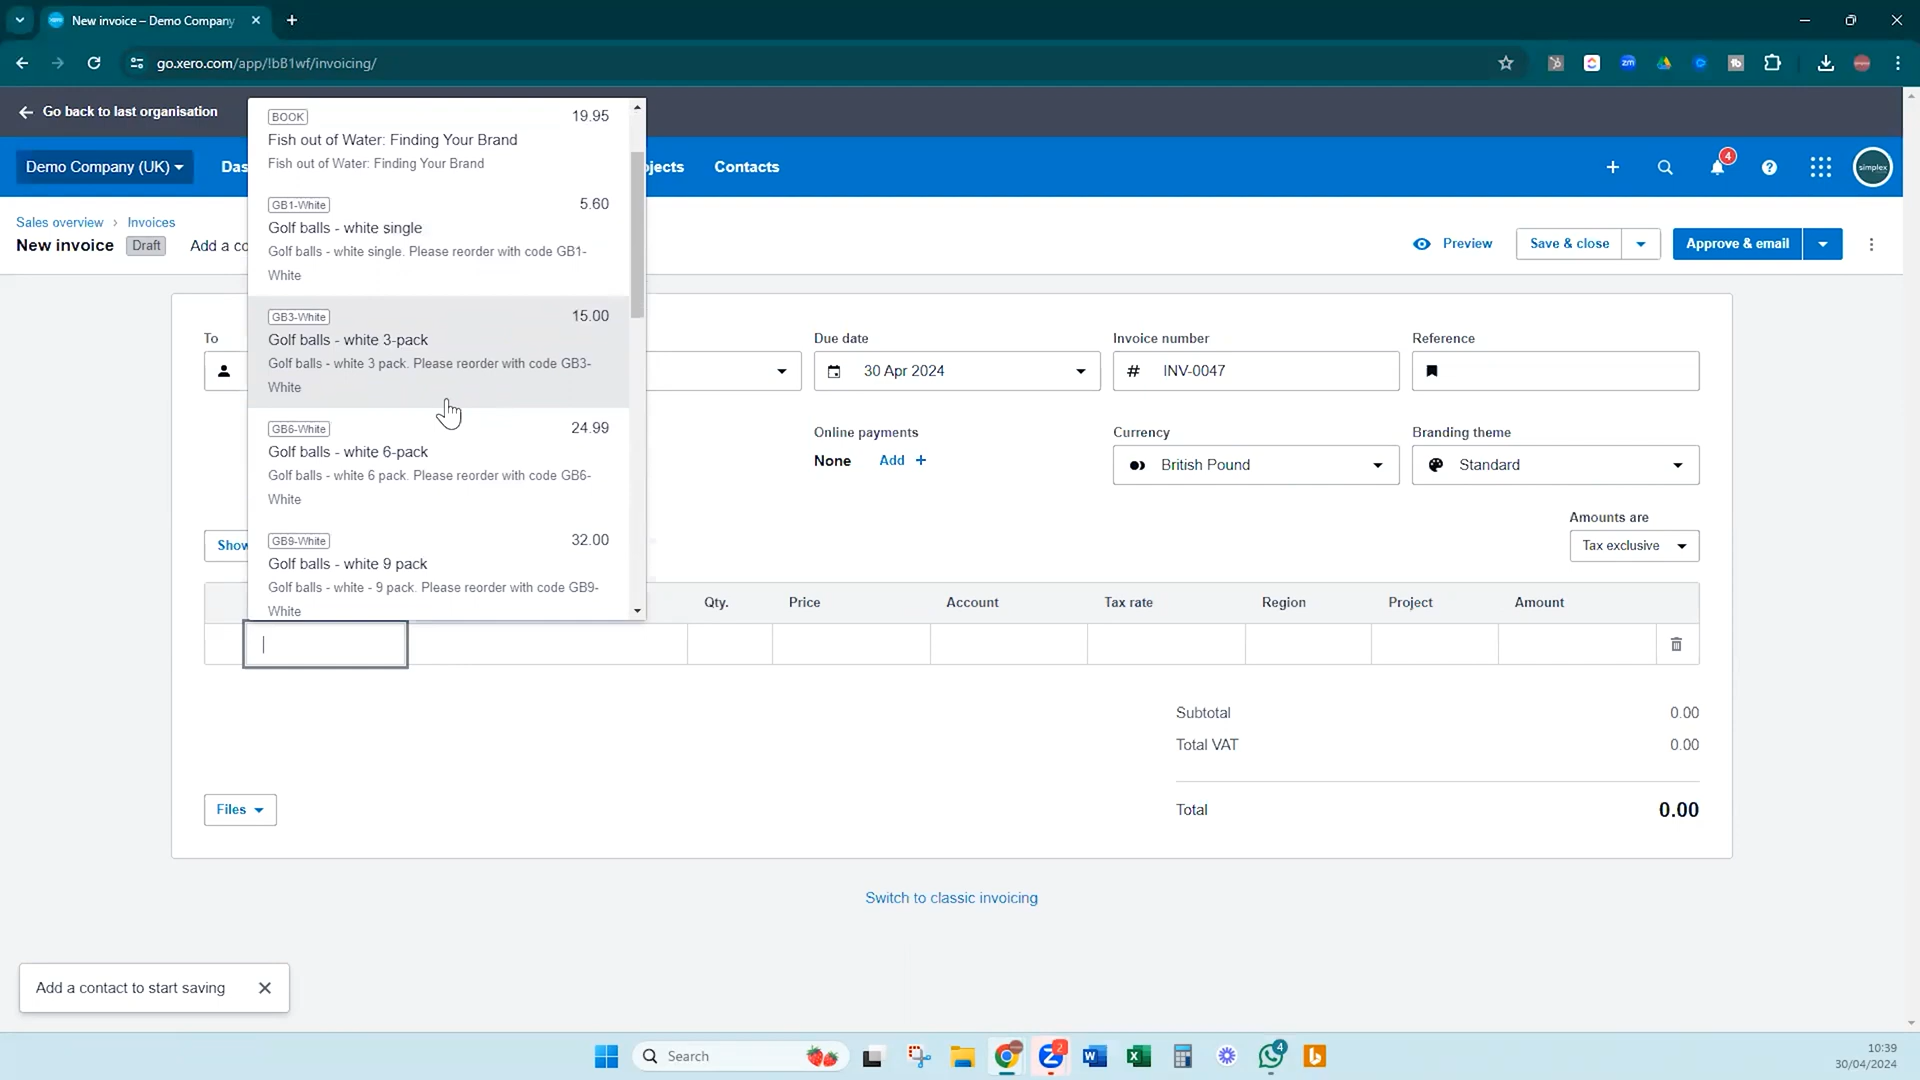 New invoice – Demo Company
go.xero.com/app/!bB1wf/invoicing/
Go back to last organisation
Demo Company (UK)
Das
ojects
Contacts
4
simplex
Sales overview › Invoices
New invoice
Draft
Add a co
Preview
Save & close
Approve & email
BOOK
19.95
Fish out of Water: Finding Your Brand
Fish out of Water: Finding Your Brand
GB1-White
5.60
Golf balls - white single
Golf balls - white single. Please reorder with code GB1-
White
GB3-White
15.00
Golf balls - white 3-pack
Golf balls - white 3 pack. Please reorder with code GB3-
White
GB6-White
24.99
Golf balls - white 6-pack
Golf balls - white 6 pack. Please reorder with code GB6-
White
GB9-White
32.00
Golf balls - white 9 pack
Golf balls - white - 9 pack. Please reorder with code GB9-
White
To
Due date
Invoice number
Reference
30 Apr 2024
# INV-0047
Online payments
Currency
Branding theme
None
Add +
British Pound
Standard
Amounts are
Show
Tax exclusive
Qty.
Price
Account
Tax rate
Region
Project
Amount
Subtotal
0.00
Total VAT
0.00
Files
Total
0.00
Switch to classic invoicing
Add a contact to start saving
Search
2
4
10:39
30/04/2024